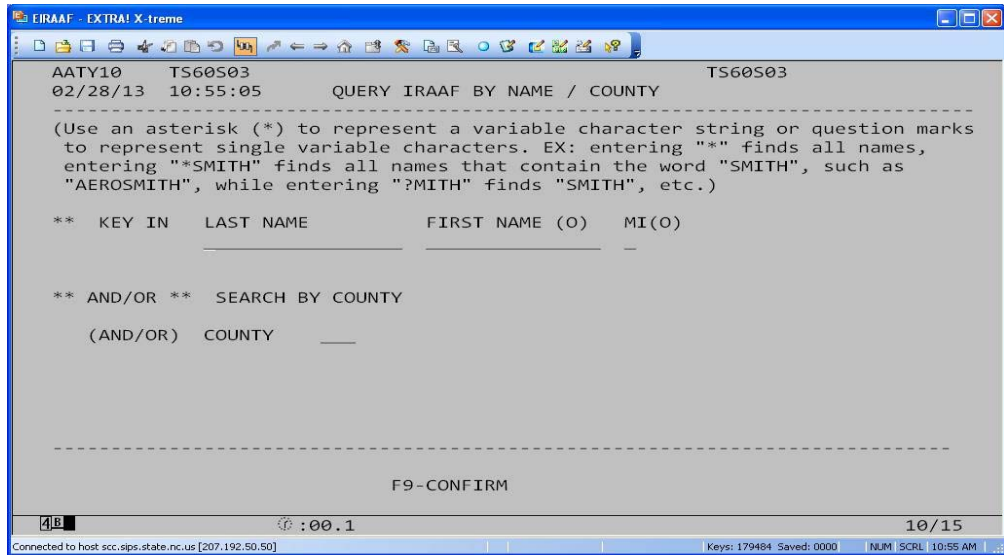 EIRAAF - EXTRA! X-treme
AATY10 TS60S03 TS60S03
02/28/13 10:55:05 QUERY IRAAF BY NAME / COUNTY
(Use an asterisk (*) to represent a variable character string or question marks
to represent single variable characters. EX: entering "*" finds all names,
entering "*SMITH" finds all names that contain the word "SMITH", such as
"AEROSMITH", while entering "?MITH" finds "SMITH", etc.)
** KEY IN LAST NAME FIRST NAME (O) MI(O)
** AND/OR ** SEARCH BY COUNTY
(AND/OR) COUNTY
F9-CONFIRM
4B :00.1 10/15
Connected to host scc.sips.state.nc.us [207.192.50.50] Keys: 179484 Saved: 0000 NUM SCRL 10:55 AM